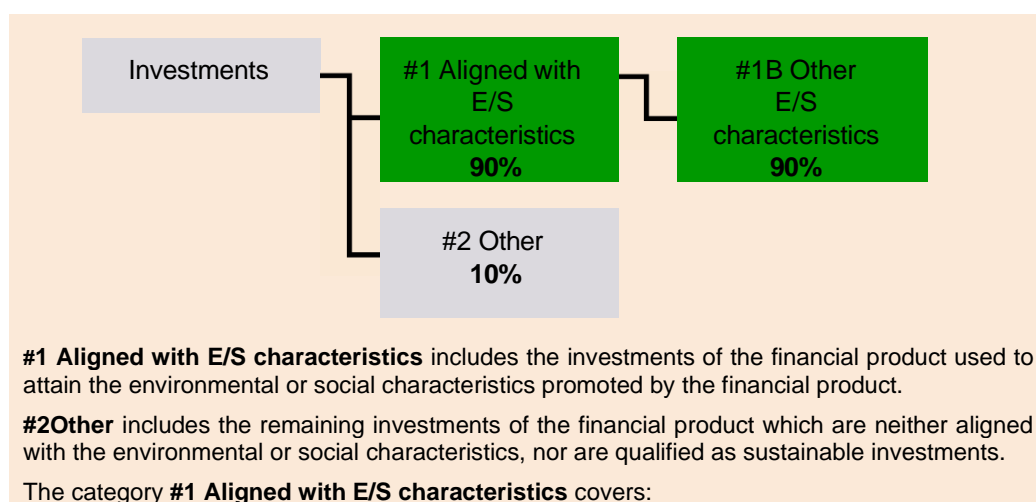 Investments
#1 Aligned with
E/S
characteristics
90%
#1B Other
E/S
characteristics
90%
#2 Other
10%
#1 Aligned with E/S characteristics includes the investments of the financial product used to
attain the environmental or social characteristics promoted by the financial product.
#2Other includes the remaining investments of the financial product which are neither aligned
with the environmental or social characteristics, nor are qualified as sustainable investments.
The category #1 Aligned with E/S characteristics covers: